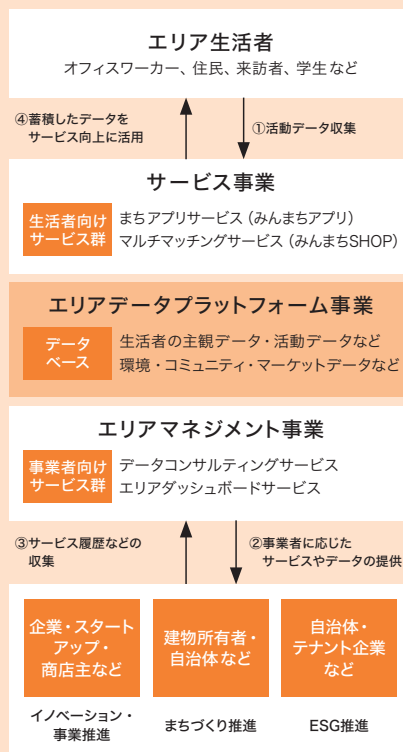 エリア生活者
オフィスワーカー、住民、来訪者、学生など
④蓄積したデータを
サービス向上に活用
①活動データ収集
サービス事業
生活者向け
サービス群
まちアプリサービス（みんまちアプリ）
マルチマッチングサービス（みんまちSHOP）
エリアデータプラットフォーム事業
データ
ベース
生活者の主観データ・活動データなど
環境・コミュニティ・マーケットデータなど
エリアマネジメント事業
事業者向け
サービス群
データコンサルティングサービス
エリアダッシュボードサービス
③サービス履歴などの
収集
②事業者に応じた
サービスやデータの提供
企業・スタート
アップ・
商店主など
建物所有者・
自治体など
自治体・
テナント企業
など
イノベーション・
事業推進
まちづくり推進
ESG推進